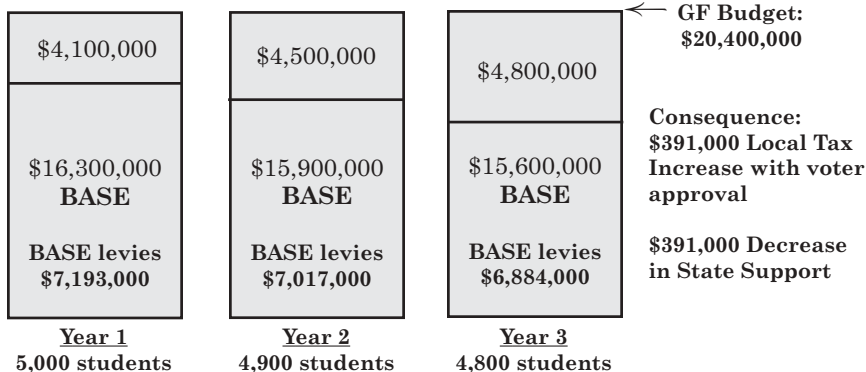 $4,100,000
$16,300,000
BASE
BASE levies
$7,193,000
Year 1
5,000 students
$4,500,000
$15,900,000
BASE
BASE levies
$7,017,000
Year 2
4,900 students
$4,800,000
$15,600,000
BASE
BASE levies
$6,884,000
Year 3
4,800 students
GF Budget:
$20,400,000
Consequence:
$391,000 Local Tax
Increase with voter
approval
$391,000 Decrease
in State Support